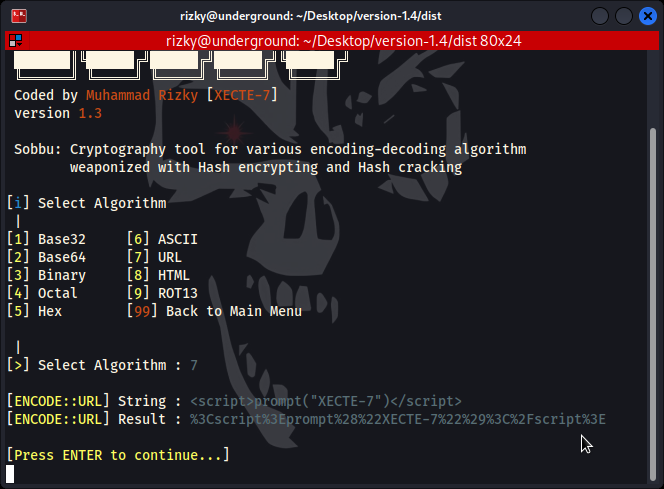 rizky@underground: ~/Desktop/version-1.4/dist
rizky@underground: ~/Desktop/version-1.4/dist 80x24
Coded by Muhammad Rizky [XECTE-7]
version 1.3
Sobbu: Cryptography tool for various encoding-decoding algorithm
weaponized with Hash encrypting and Hash cracking
[i] Select Algorithm
|
[1] Base32 [6] ASCII
[2] Base64 [7] URL
[3] Binary [8] HTML
[4] Octal [9] ROT13
[5] Hex [99] Back to Main Menu
|
[>] Select Algorithm : 7
[ENCODE::URL] String : <script>prompt("XECTE-7")</script>
[ENCODE::URL] Result : %3Cscript%3Eprompt%28%22XECTE-7%22%29%3C%2Fscript%3E
[Press ENTER to continue...]